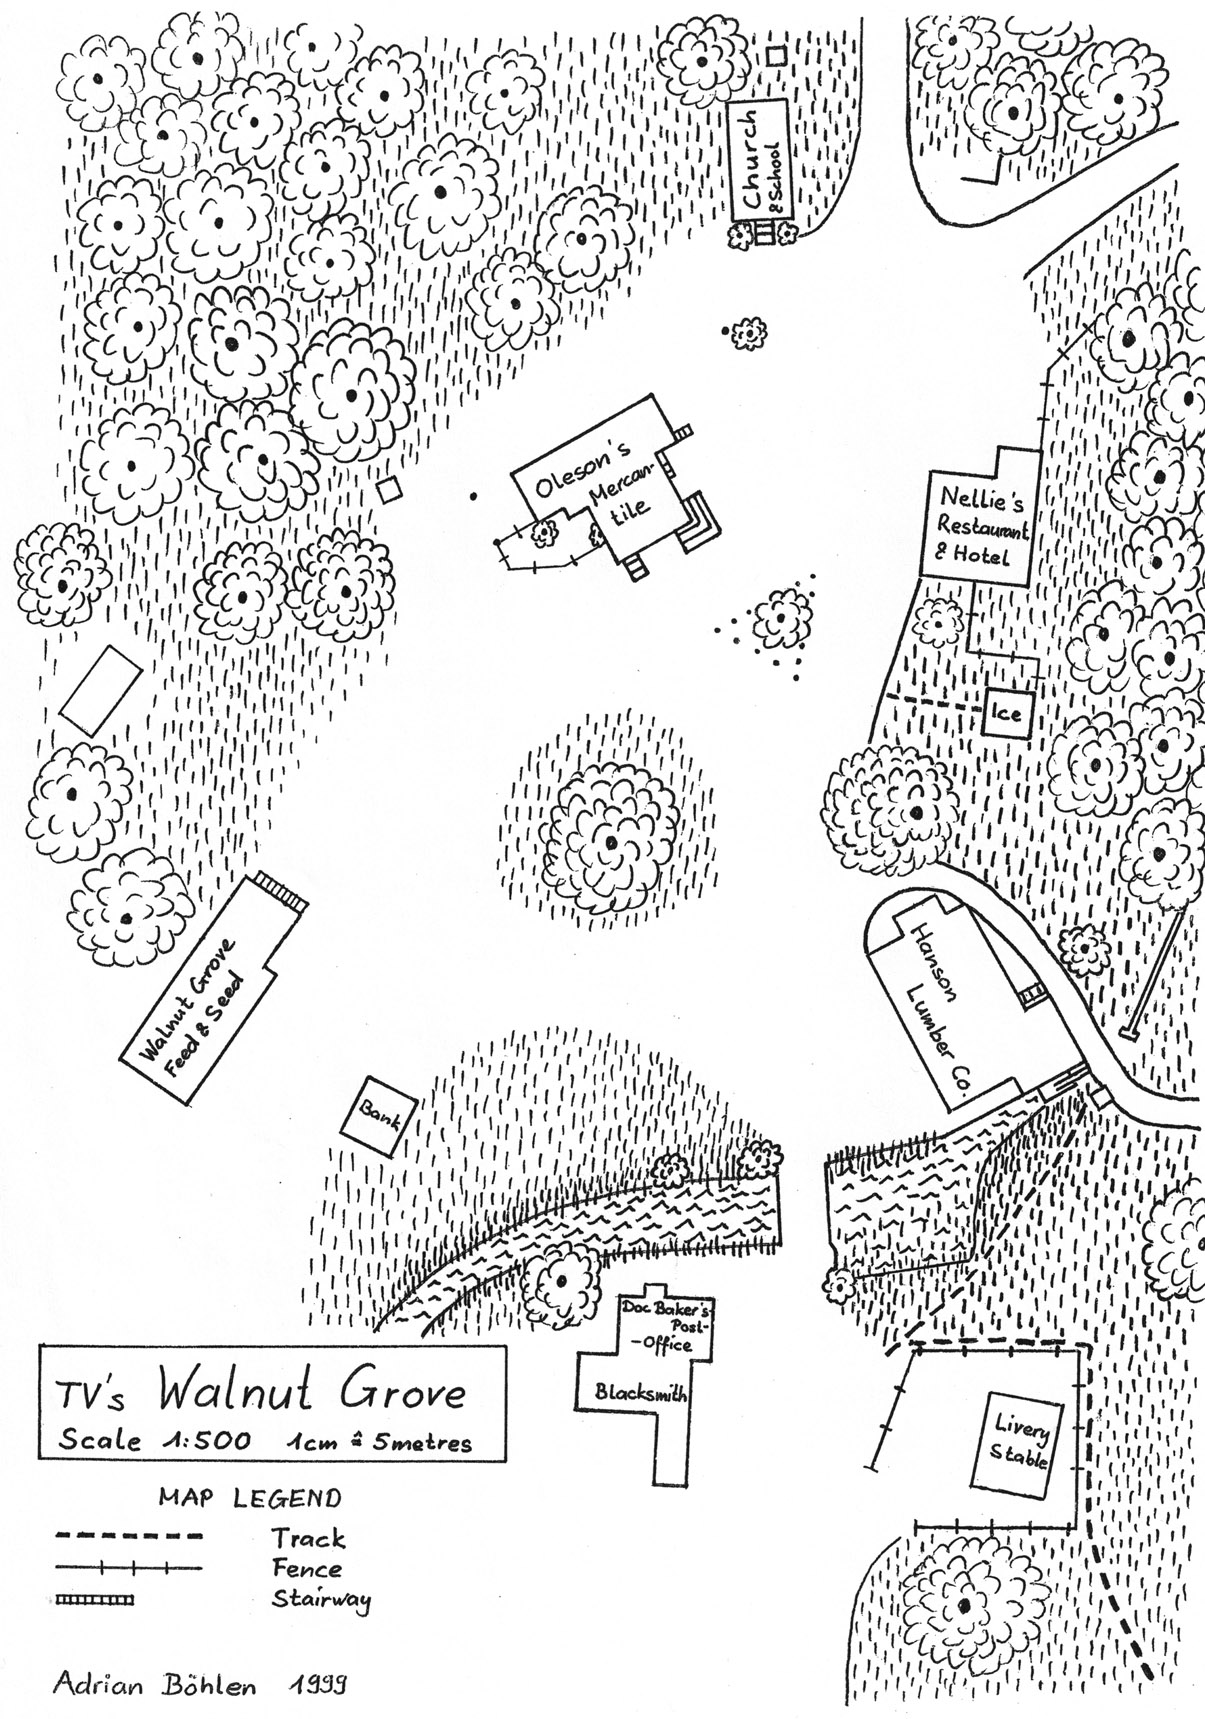 Church
& School
Oleson's
Mercan-
tile
Nellie's
Restaurant
& Hotel
Ice
Walnut Grove
Feed & Seed
Hanson
Lumber Co.
Bank
Doc Baker's
Post-
-Office
Blacksmith
Livery
Stable
TV's Walnut Grove
Scale 1:500 1cm ≙ 5metres
MAP LEGEND
Track
Fence
Stairway
Adrian Böhlen 1999